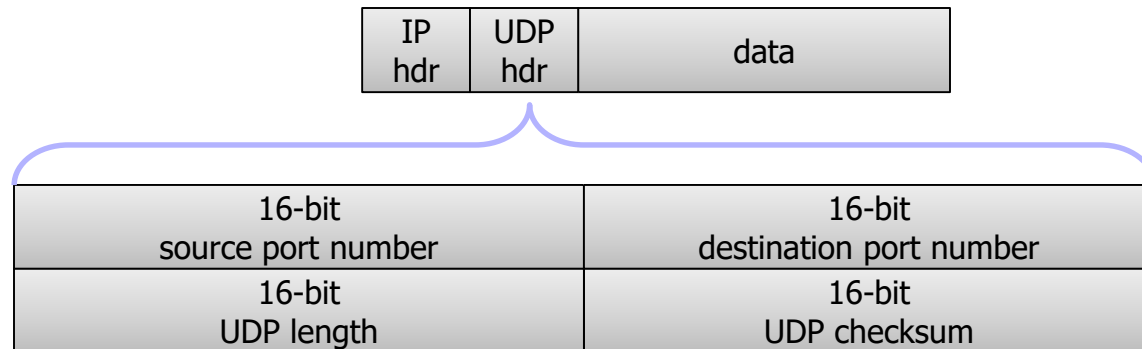 IP
hdr
UDP
hdr
data
16-bit
source port number
16-bit
destination port number
16-bit
UDP length
16-bit
UDP checksum